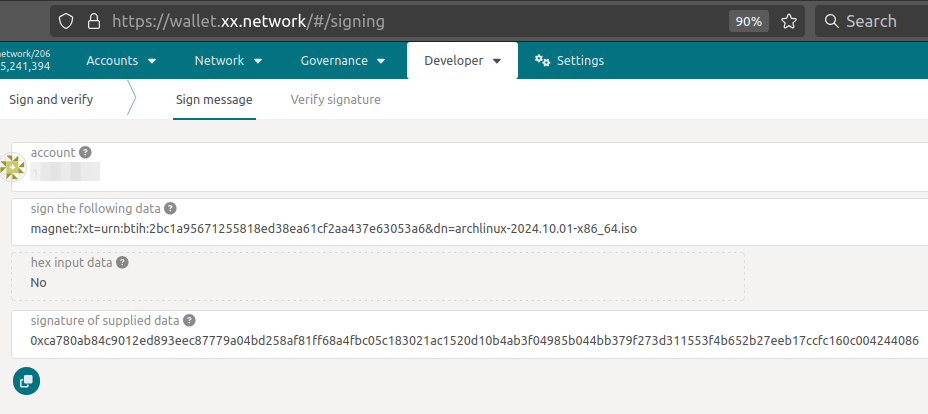 https://wallet.xx.network/#/signing 90% Search
etwork/206
5,241,394
Accounts Network Governance Developer Settings
Sign and verify Sign message Verify signature
account
sign the following data
magnet:?xt=urn:btih:2bc1a95671255818ed38ea61cf2aa437e63053a6&dn=archlinux-2024.10.01-x86_64.iso
hex input data
No
signature of supplied data
0xca780ab84c9012ed893eec87779a04bd258af81ff68a4fbc05c183021ac1520d10b4ab3f04985b044bb379f273d311553f4b652b27eeb17ccfc160c004244086